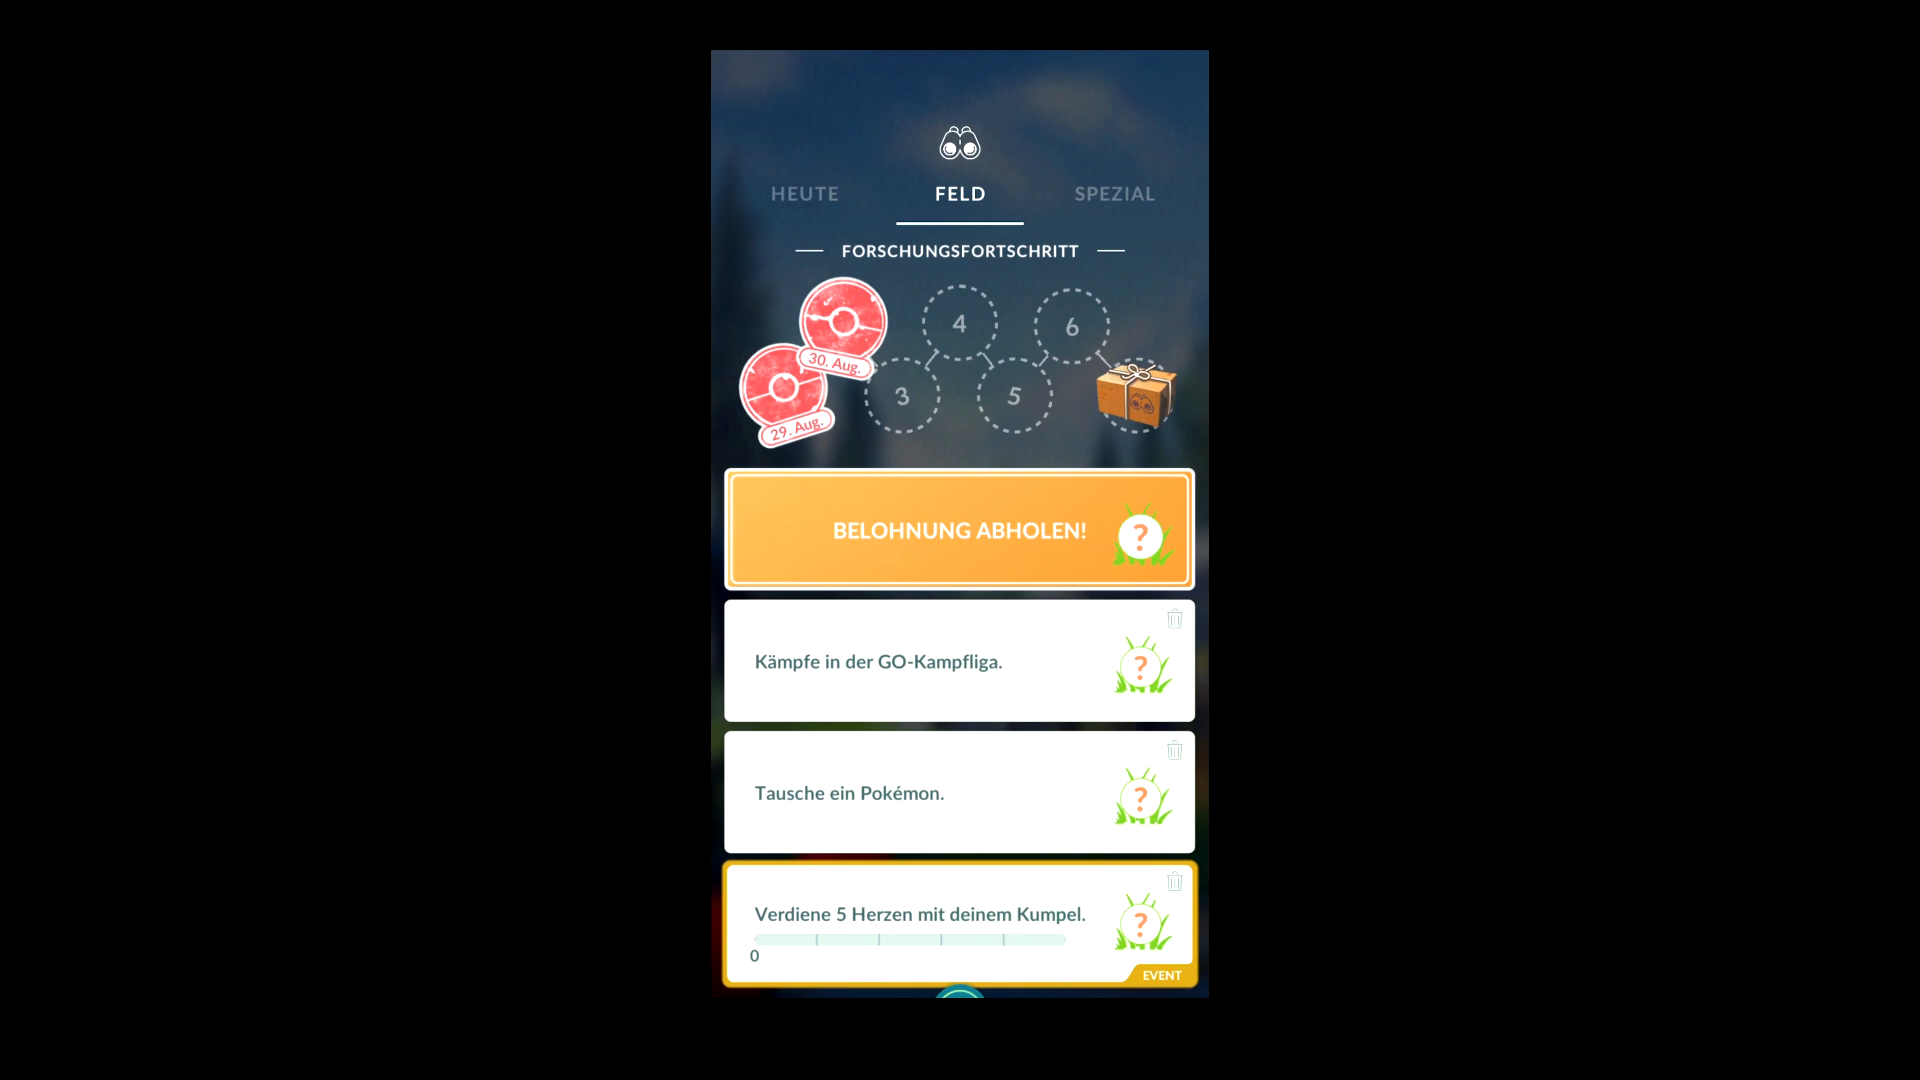 HEUTE FELD SPEZIAL
FORSCHUNGSFORTSCHRITT
30. Aug.
29. Aug.
4
6
3
5
BELOHNUNG ABHOLEN!
?
Kämpfe in der GO-Kampfliga.
?
Tausche ein Pokémon.
?
Verdiene 5 Herzen mit deinem Kumpel.
?
0
EVENT